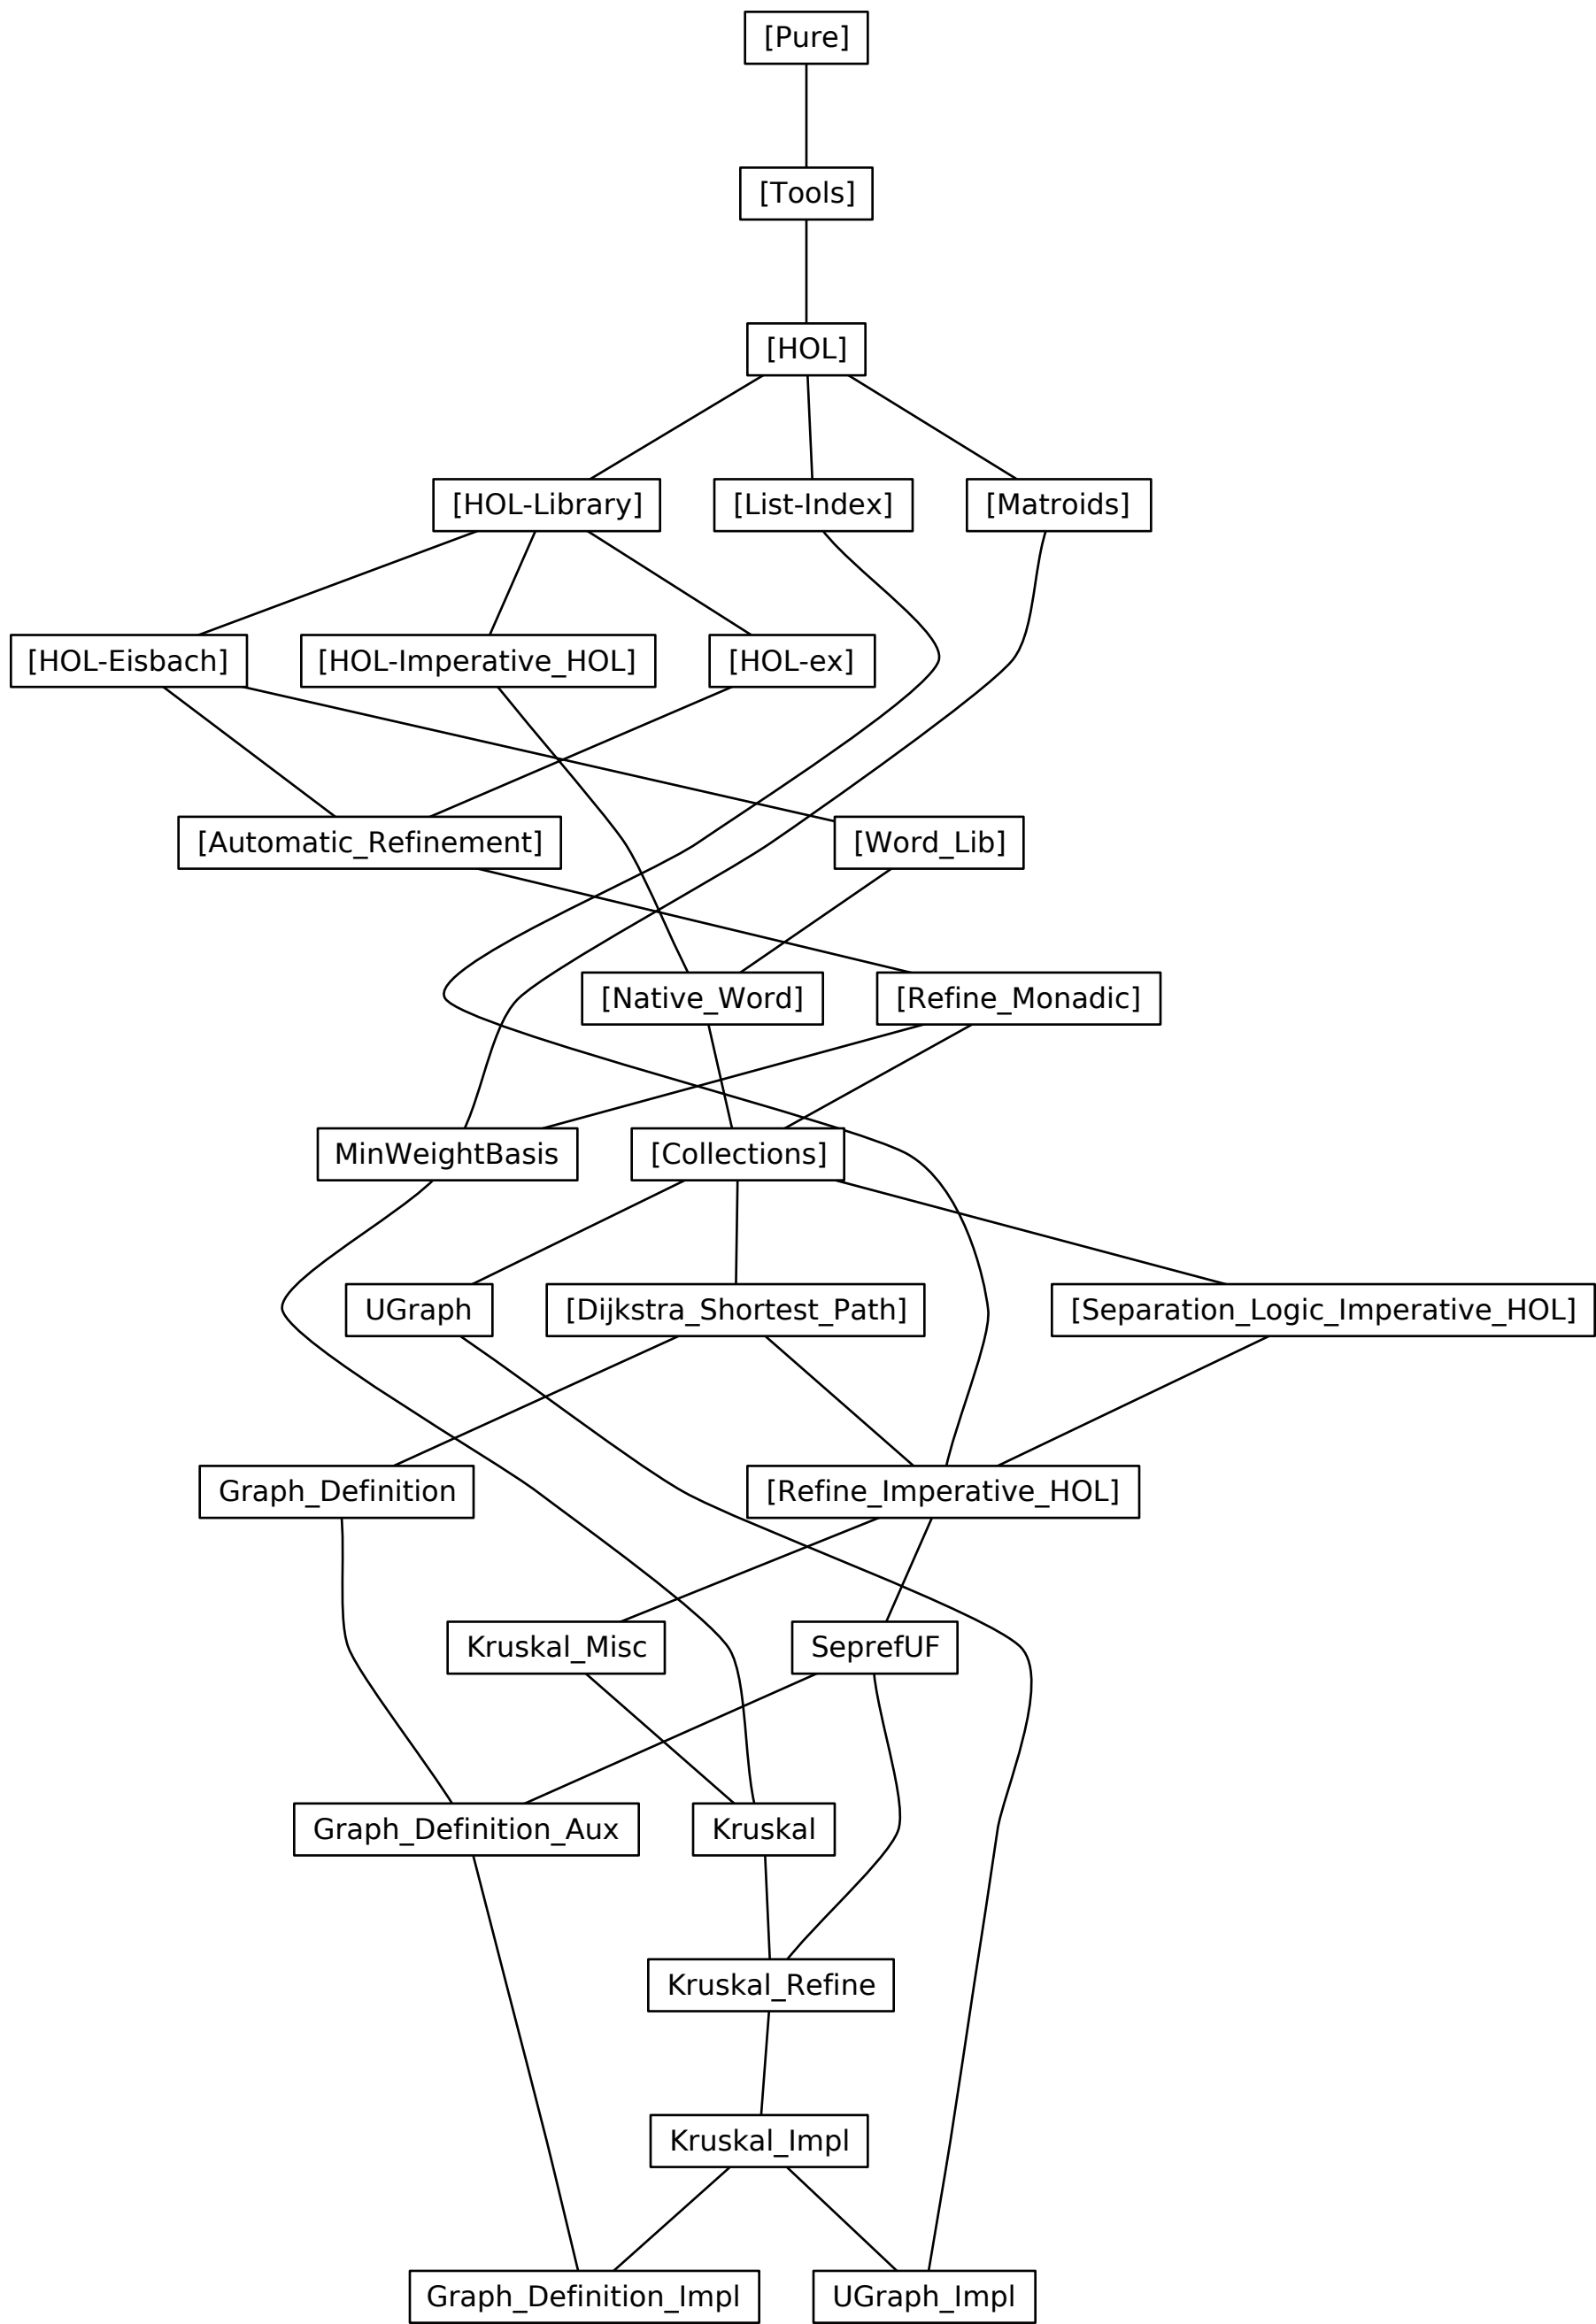 [Pure]
[Tools]
[HOL]
[HOL-Library]
[List-Index]
[Matroids]
[HOL-Eisbach]
[HOL-Imperative_HOL]
[HOL-ex]
[Automatic_Refinement]
[Word_Lib]
[Native_Word]
[Refine_Monadic]
MinWeightBasis
[Collections]
UGraph
[Dijkstra_Shortest_Path]
[Separation_Logic_Imperative_HOL]
Graph_Definition
[Refine_Imperative_HOL]
Kruskal_Misc
SeprefUF
Graph_Definition_Aux
Kruskal
Kruskal_Refine
Kruskal_Impl
Graph_Definition_Impl
UGraph_Impl